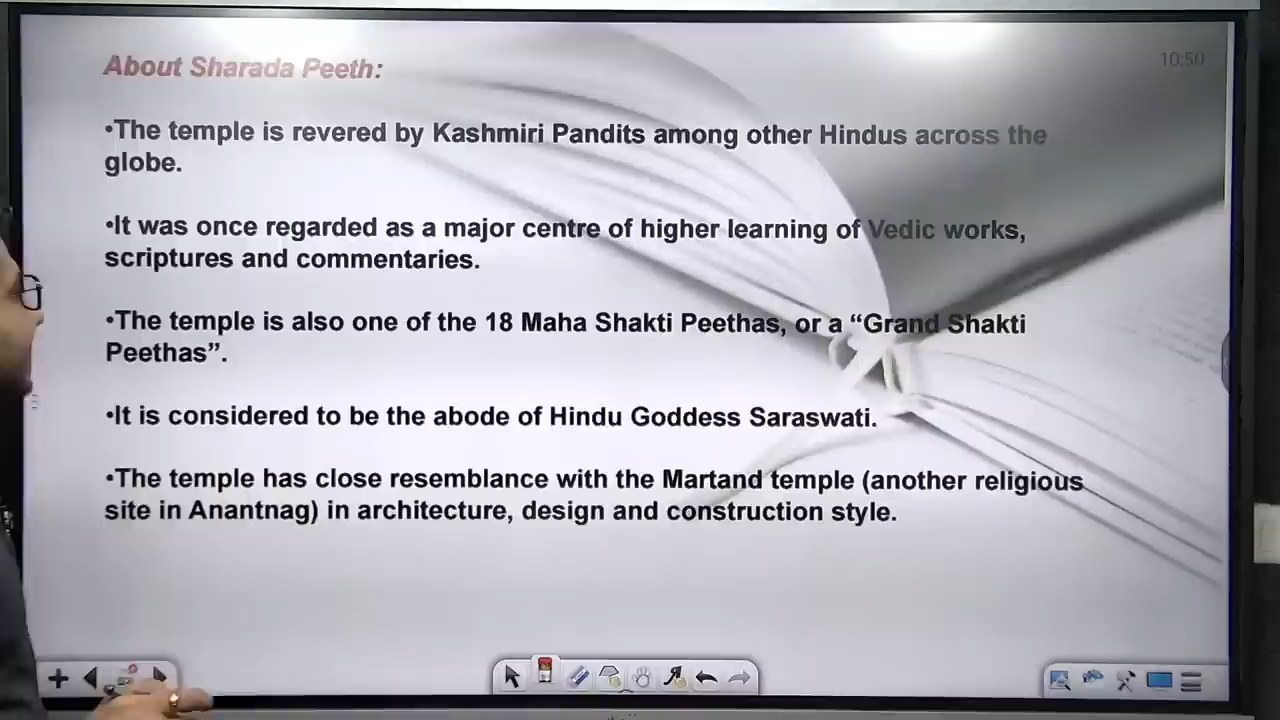 About Sharada Peeth:
10:50
•The temple is revered by Kashmiri Pandits among other Hindus across the
globe.
•It was once regarded as a major centre of higher learning of Vedic works,
scriptures and commentaries.
•The temple is also one of the 18 Maha Shakti Peethas, or a “Grand Shakti
Peethas”.
•It is considered to be the abode of Hindu Goddess Saraswati.
•The temple has close resemblance with the Martand temple (another religious
site in Anantnag) in architecture, design and construction style.